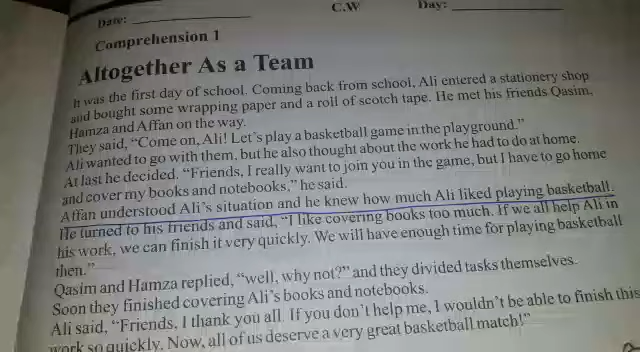 Date:
C.W
Day:
Comprehension 1
Altogether As a Team
It was the first day of school. Coming back from school, Ali entered a stationery shop
and bought some wrapping paper and a roll of scotch tape. He met his friends Qasim,
Hamza and Affan on the way.
They said, "Come on, Ali! Let's play a basketball game in the playground."
Ali wanted to go with them, but he also thought about the work he had to do at home.
At last he decided. "Friends, I really want to join you in the game, but I have to go home
and cover my books and notebooks," he said.
Affan understood Ali's situation and he knew how much Ali liked playing basketball.
He turned to his friends and said, "I like covering books too much. If we all help Ali in
his work, we can finish it very quickly. We will have enough time for playing basketball
then."
Qasim and Hamza replied, "well, why not?" and they divided tasks themselves.
Soon they finished covering Ali's books and notebooks.
Ali said, "Friends, I thank you all. If you don't help me, I wouldn't be able to finish this
work so quickly. Now, all of us deserve a very great basketball match!"